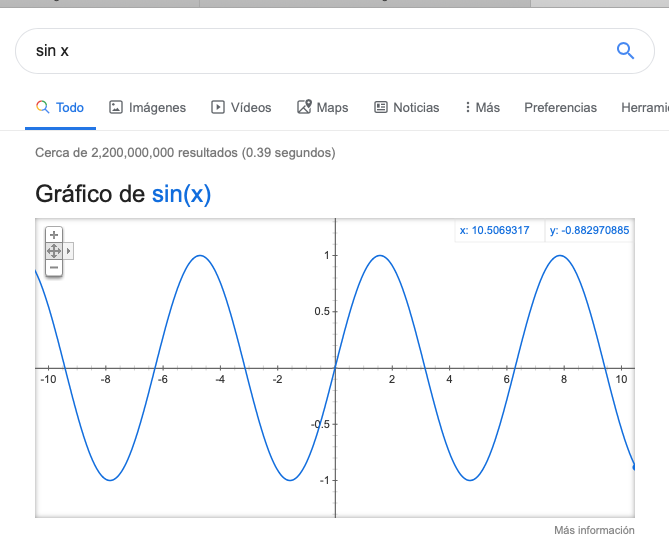 sin x
Todo Imágenes Vídeos Maps Noticias Más Preferencias Herrami
Cerca de 2,200,000,000 resultados (0.39 segundos)
Gráfico de sin(x)
x: 10.5069317 y: -0.882970885
1
0.5
-10 -8 -6 -4 -2 2 4 6 8 10
-0.5
-1
Más información